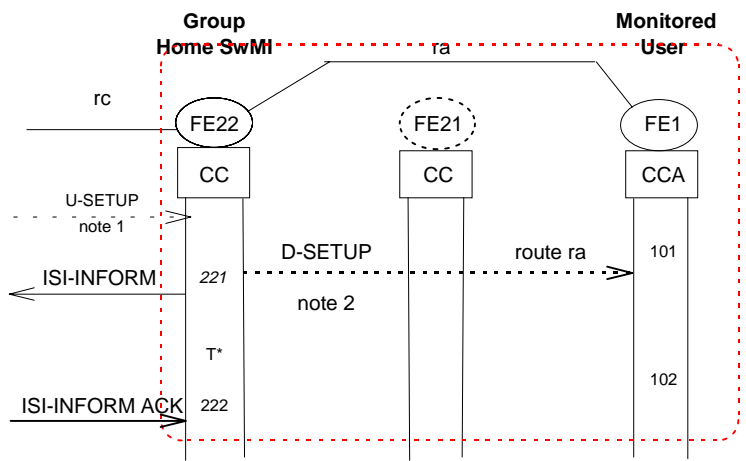 Group
Home SwMI
Monitored
User
ra
rc
FE22
FE21
FE1
CC
CC
CCA
U-SETUP
note 1
D-SETUP
route ra
101
ISI-INFORM
221
note 2
T*
102
ISI-INFORM ACK
222